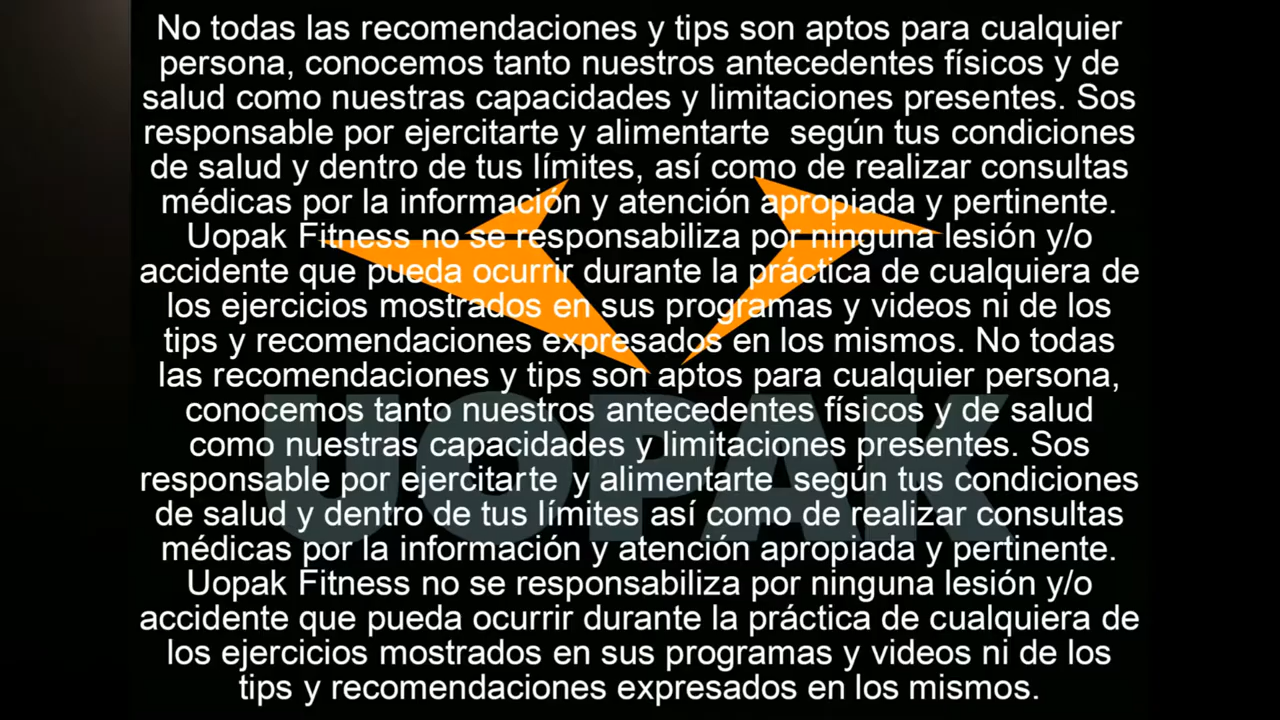 No todas las recomendaciones y tips son aptos para cualquier
persona, conocemos tanto nuestros antecedentes físicos y de
salud como nuestras capacidades y limitaciones presentes. Sos
responsable por ejercitarte y alimentarte  según tus condiciones
de salud y dentro de tus límites, así como de realizar consultas
médicas por la información y atención apropiada y pertinente.
Uopak Fitness no se responsabiliza por ninguna lesión y/o
accidente que pueda ocurrir durante la práctica de cualquiera de
los ejercicios mostrados en sus programas y videos ni de los
tips y recomendaciones expresados en los mismos. No todas
las recomendaciones y tips son aptos para cualquier persona,
conocemos tanto nuestros antecedentes físicos y de salud
como nuestras capacidades y limitaciones presentes. Sos
responsable por ejercitarte y alimentarte  según tus condiciones
de salud y dentro de tus límites así como de realizar consultas
médicas por la información y atención apropiada y pertinente.
Uopak Fitness no se responsabiliza por ninguna lesión y/o
accidente que pueda ocurrir durante la práctica de cualquiera de
los ejercicios mostrados en sus programas y videos ni de los
tips y recomendaciones expresados en los mismos.
UOPAK